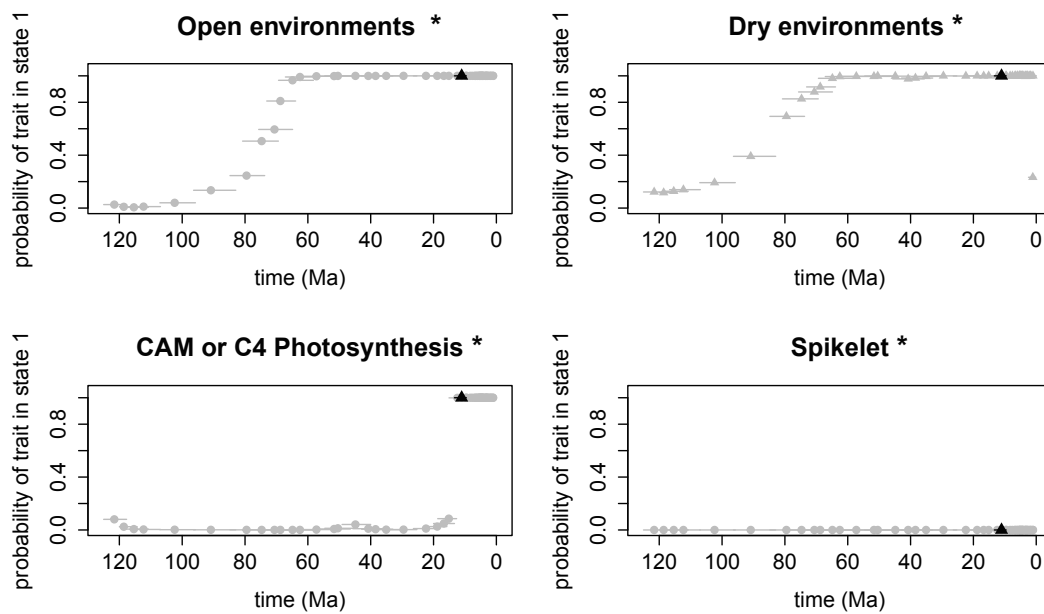 Open environments *
probability of trait in state 1
0.0 0.4 0.8
120 100 80 60 40 20 0
time (Ma)
Dry environments *
probability of trait in state 1
0.0 0.4 0.8
120 100 80 60 40 20 0
time (Ma)
CAM or C4 Photosynthesis *
probability of trait in state 1
0.0 0.4 0.8
120 100 80 60 40 20 0
time (Ma)
Spikelet *
probability of trait in state 1
0.0 0.4 0.8
120 100 80 60 40 20 0
time (Ma)